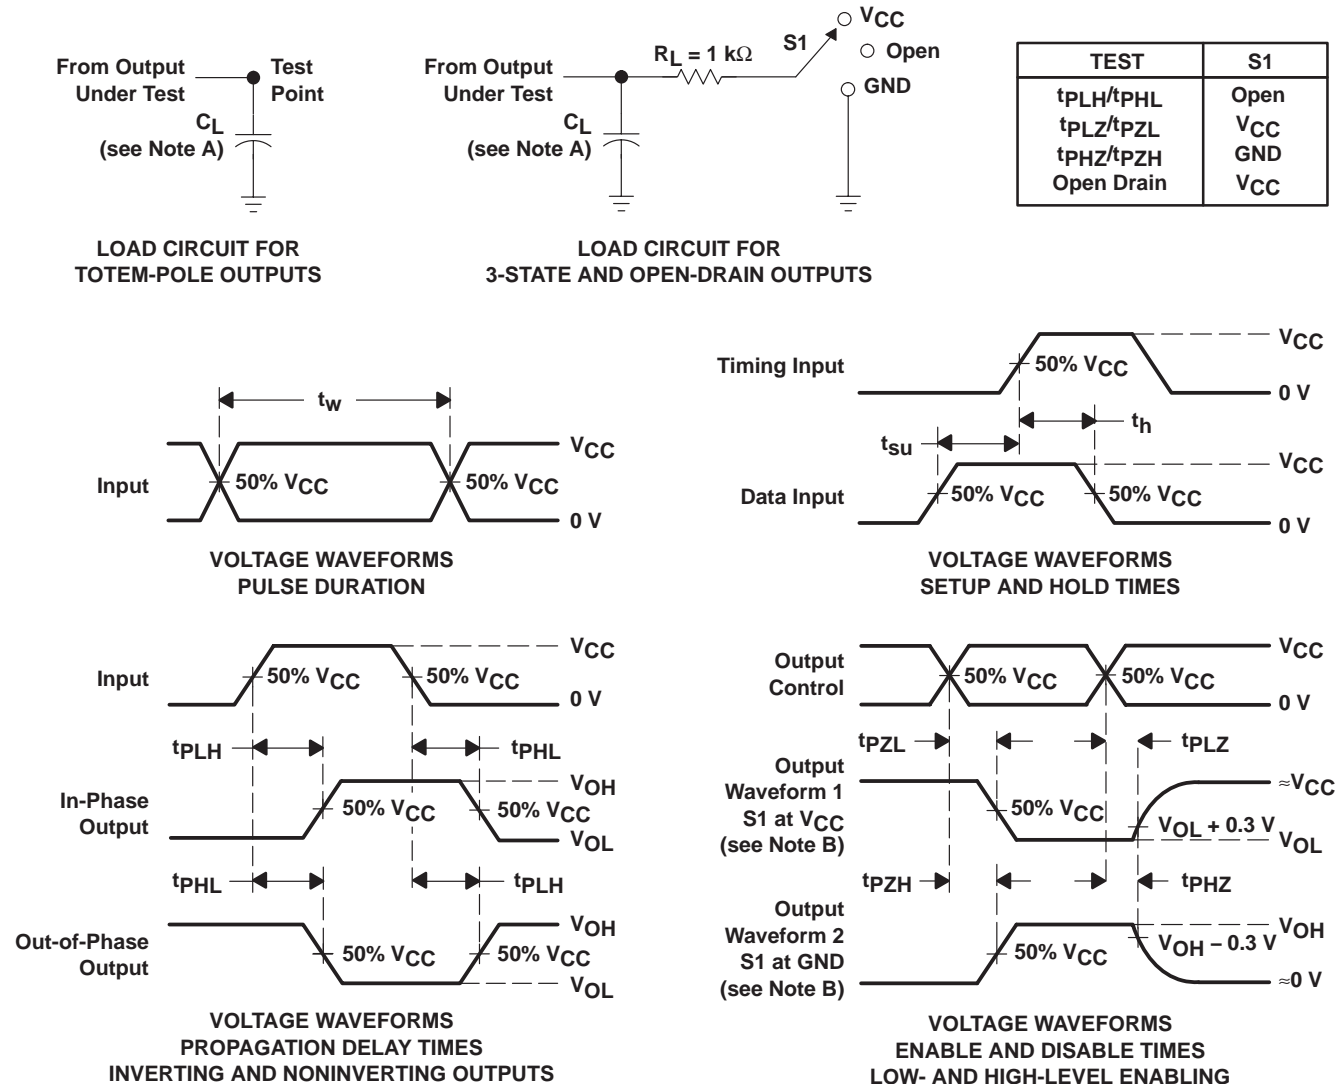 From Output
Under Test
Test
Point
CL
(see Note A)
LOAD CIRCUIT FOR
TOTEM-POLE OUTPUTS
From Output
Under Test
RL = 1 kΩ
S1
VCC
Open
GND
CL
(see Note A)
LOAD CIRCUIT FOR
3-STATE AND OPEN-DRAIN OUTPUTS
TEST S1
tPLH/tPHL Open
tPLZ/tPZL VCC
tPHZ/tPZH GND
Open Drain VCC
tw
Input
50% VCC
50% VCC
VCC
0 V
VOLTAGE WAVEFORMS
PULSE DURATION
Timing Input
50% VCC
VCC
0 V
th
tsu
Data Input
50% VCC
50% VCC
VCC
0 V
VOLTAGE WAVEFORMS
SETUP AND HOLD TIMES
Input
50% VCC
50% VCC
VCC
0 V
tPLH
tPHL
In-Phase
Output
50% VCC
50% VCC
VOH
VOL
tPHL
tPLH
Out-of-Phase
Output
50% VCC
50% VCC
VOH
VOL
VOLTAGE WAVEFORMS
PROPAGATION DELAY TIMES
INVERTING AND NONINVERTING OUTPUTS
Output
Control
50% VCC
50% VCC
VCC
0 V
tPZL
tPLZ
Output
Waveform 1
S1 at VCC
(see Note B)
50% VCC
VOL + 0.3 V
≈VCC
VOL
tPZH
tPHZ
Output
Waveform 2
S1 at GND
(see Note B)
50% VCC
VOH − 0.3 V
VOH
≈0 V
VOLTAGE WAVEFORMS
ENABLE AND DISABLE TIMES
LOW- AND HIGH-LEVEL ENABLING